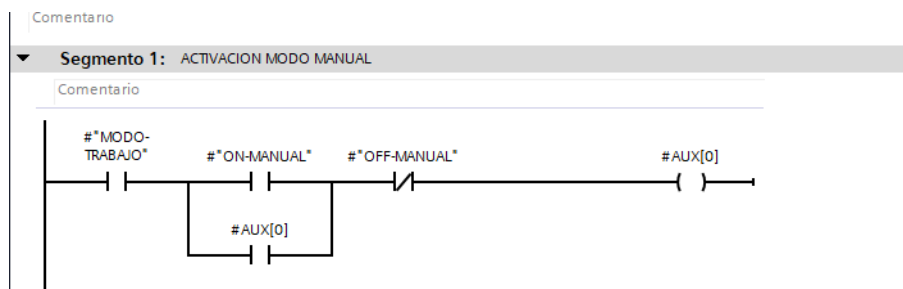 Comentario
Segmento 1: ACTIVACION MODO MANUAL
Comentario
#"MODO-
TRABAJO"
#"ON-MANUAL"
#"OFF-MANUAL"
#AUX[0]
#AUX[0]